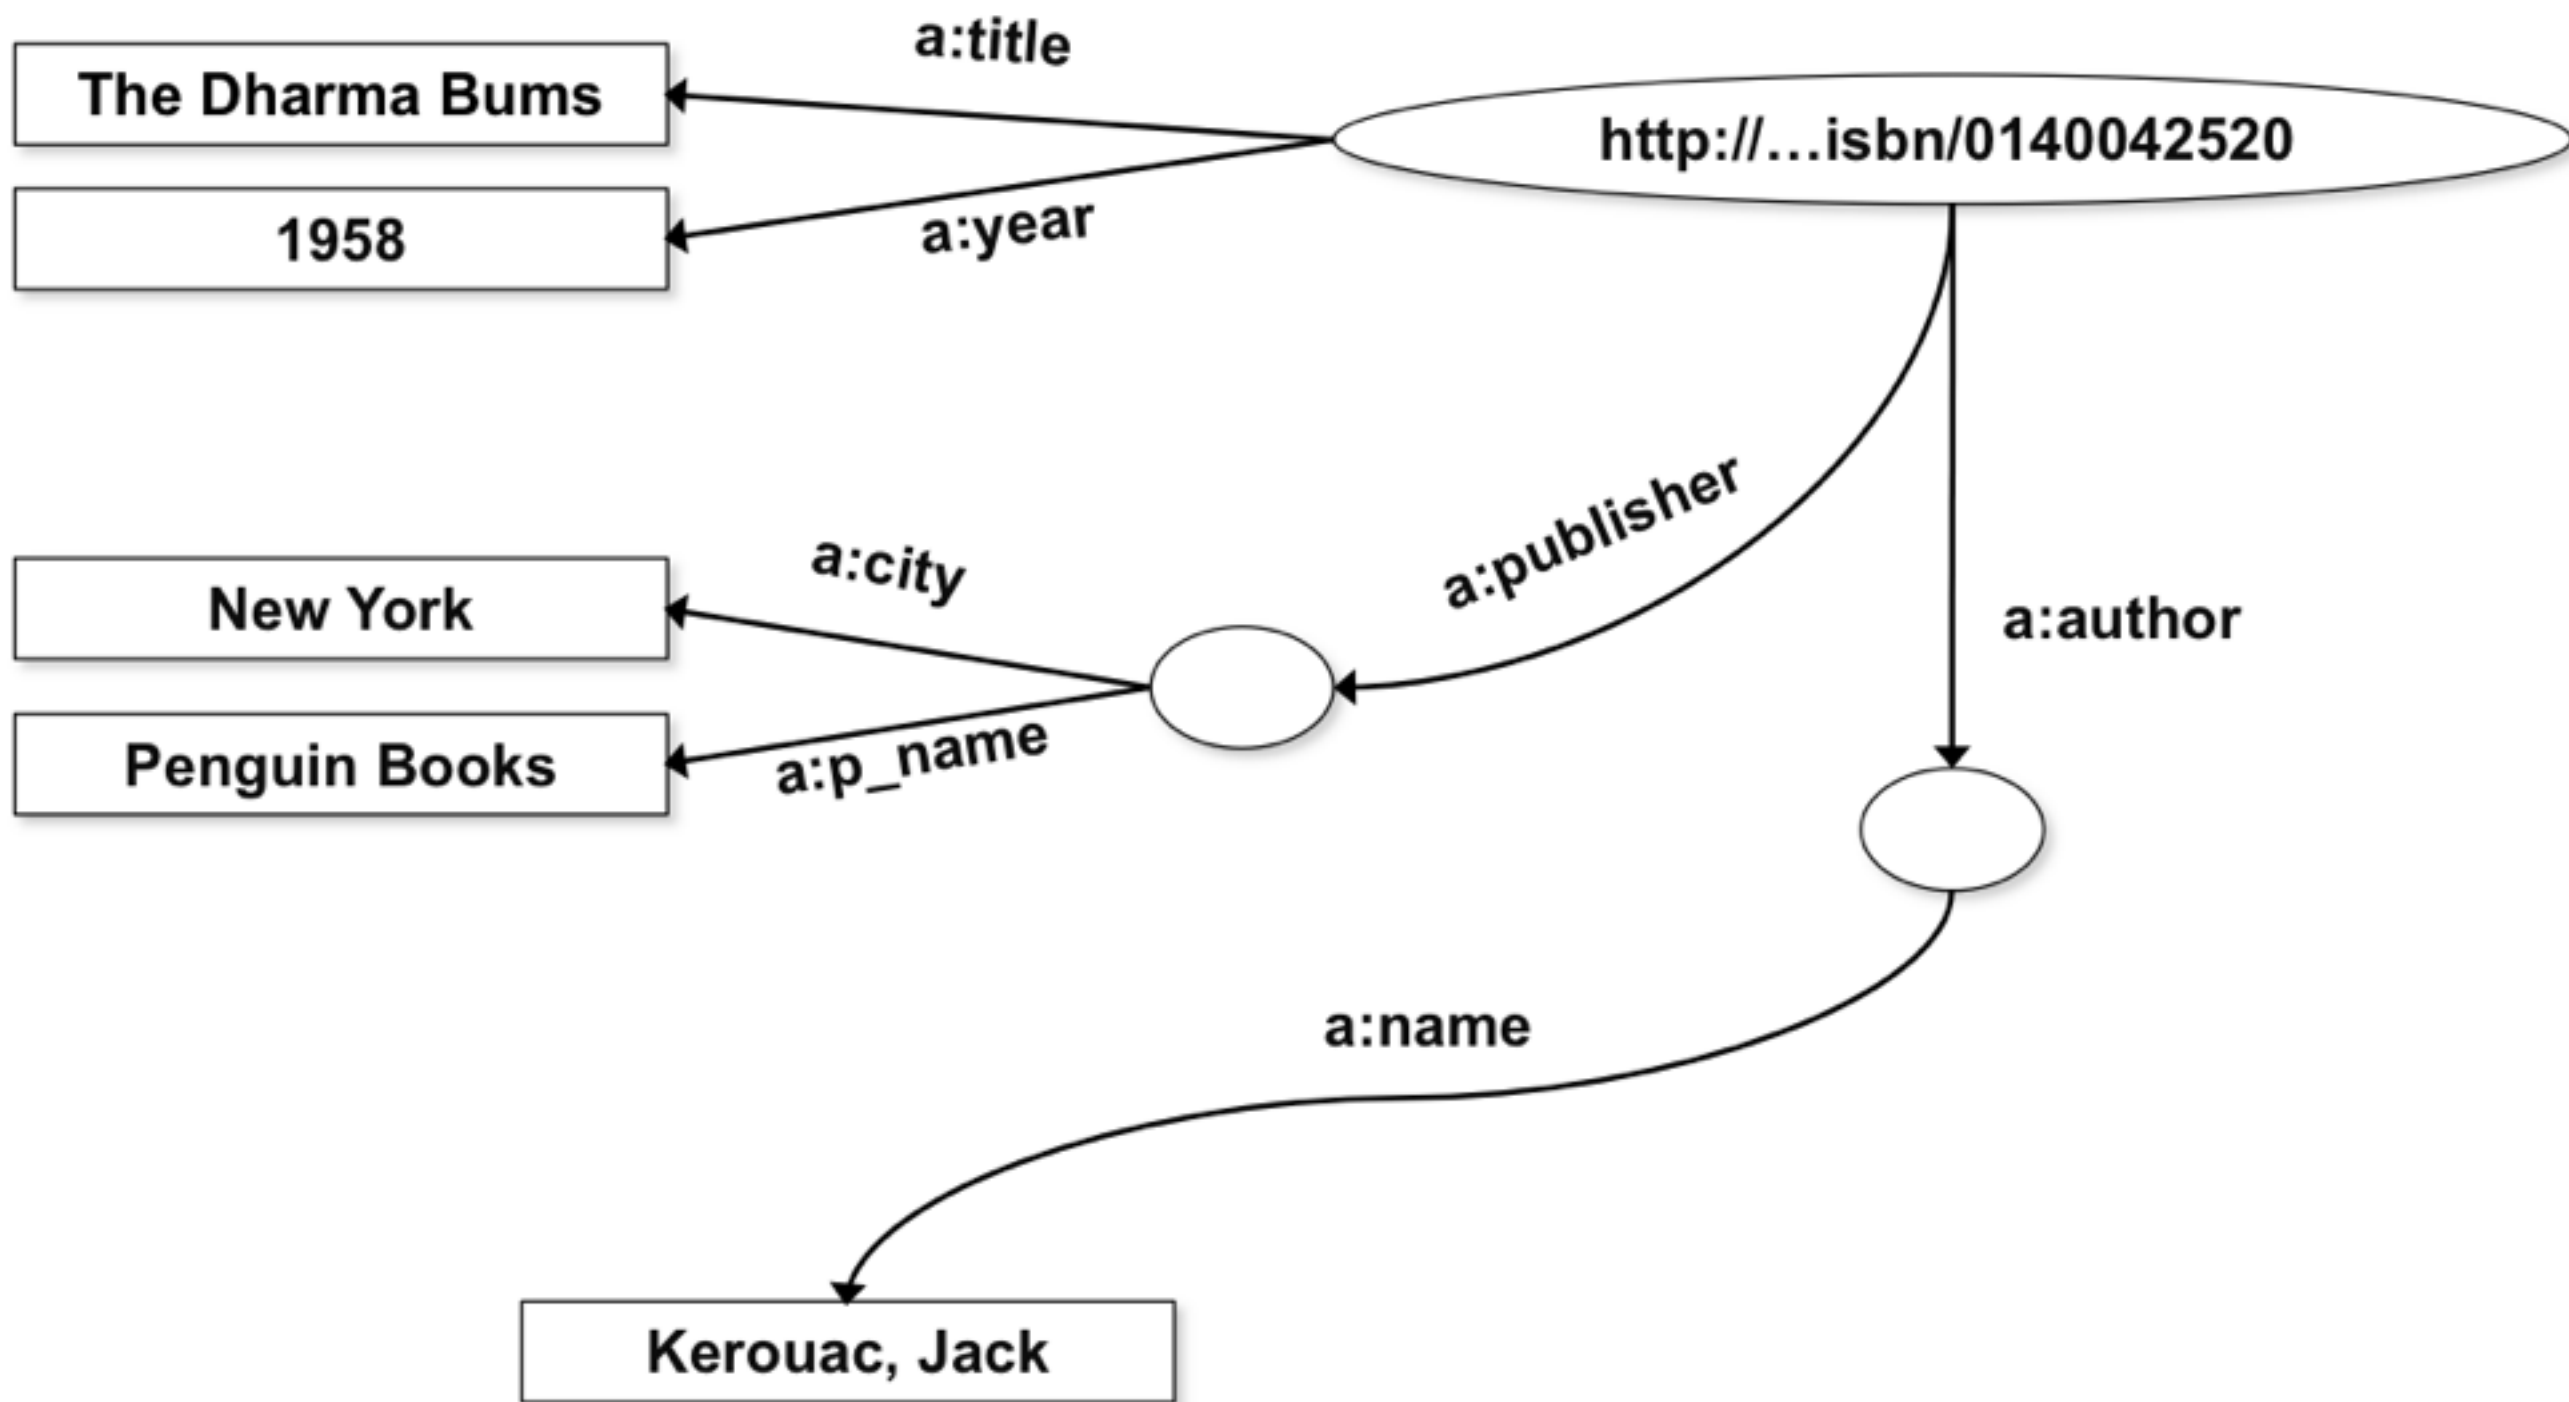 a:title
The Dharma Bums
http://…isbn/0140042520
1958
a:year
a:publisher
a:city
New York
a:author
Penguin Books
a:p_name
a:name
Kerouac, Jack